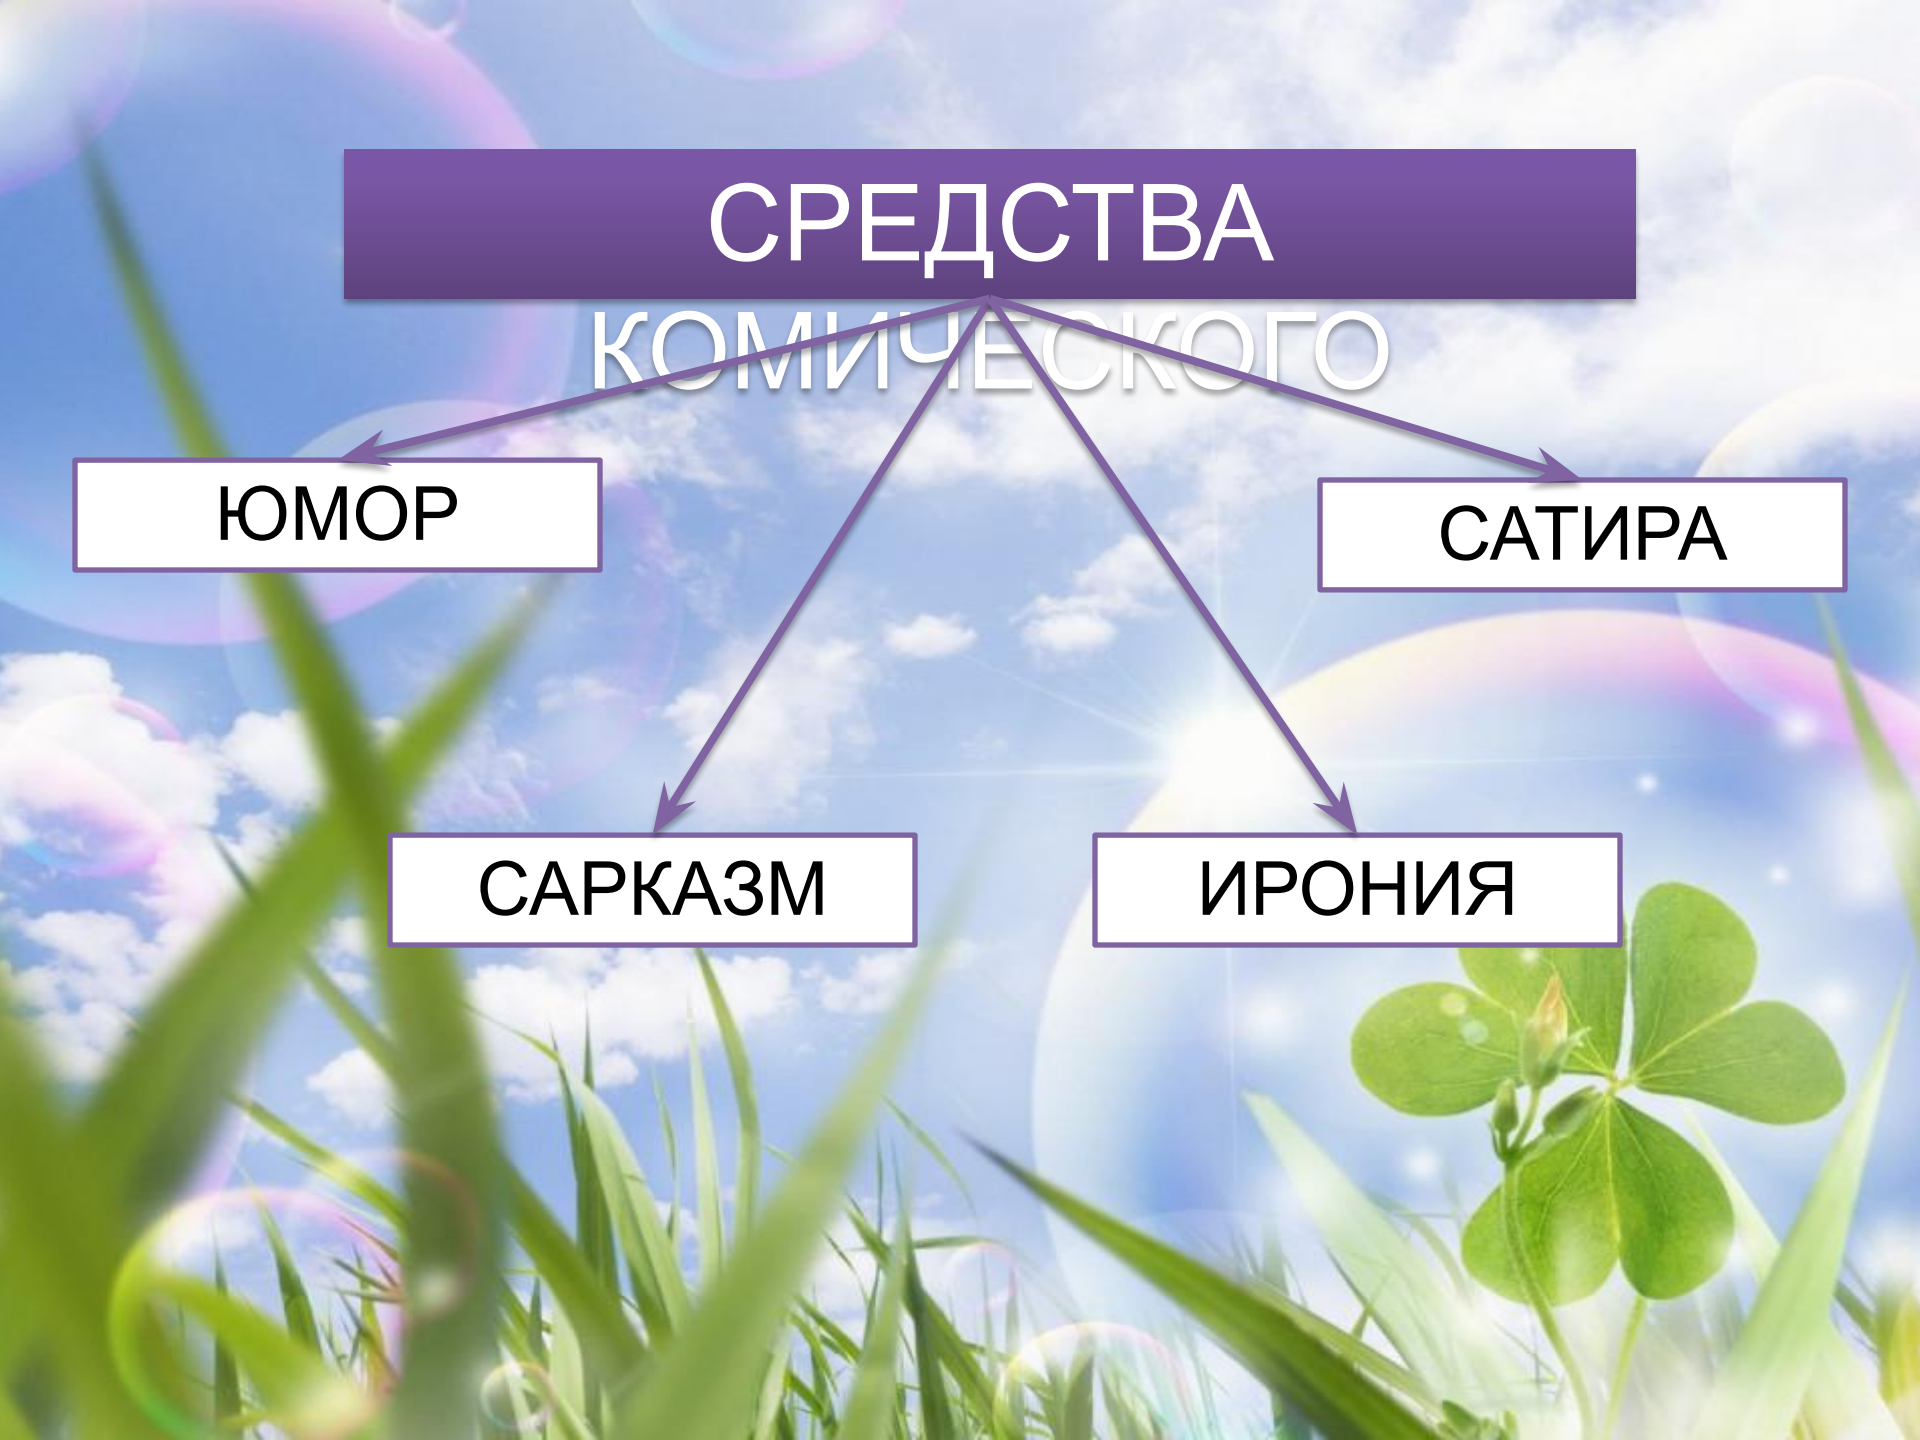 СРЕДСТВА
КОМИЧЕСКОГО
ЮМОР
САТИРА
САРКАЗМ
ИРОНИЯ